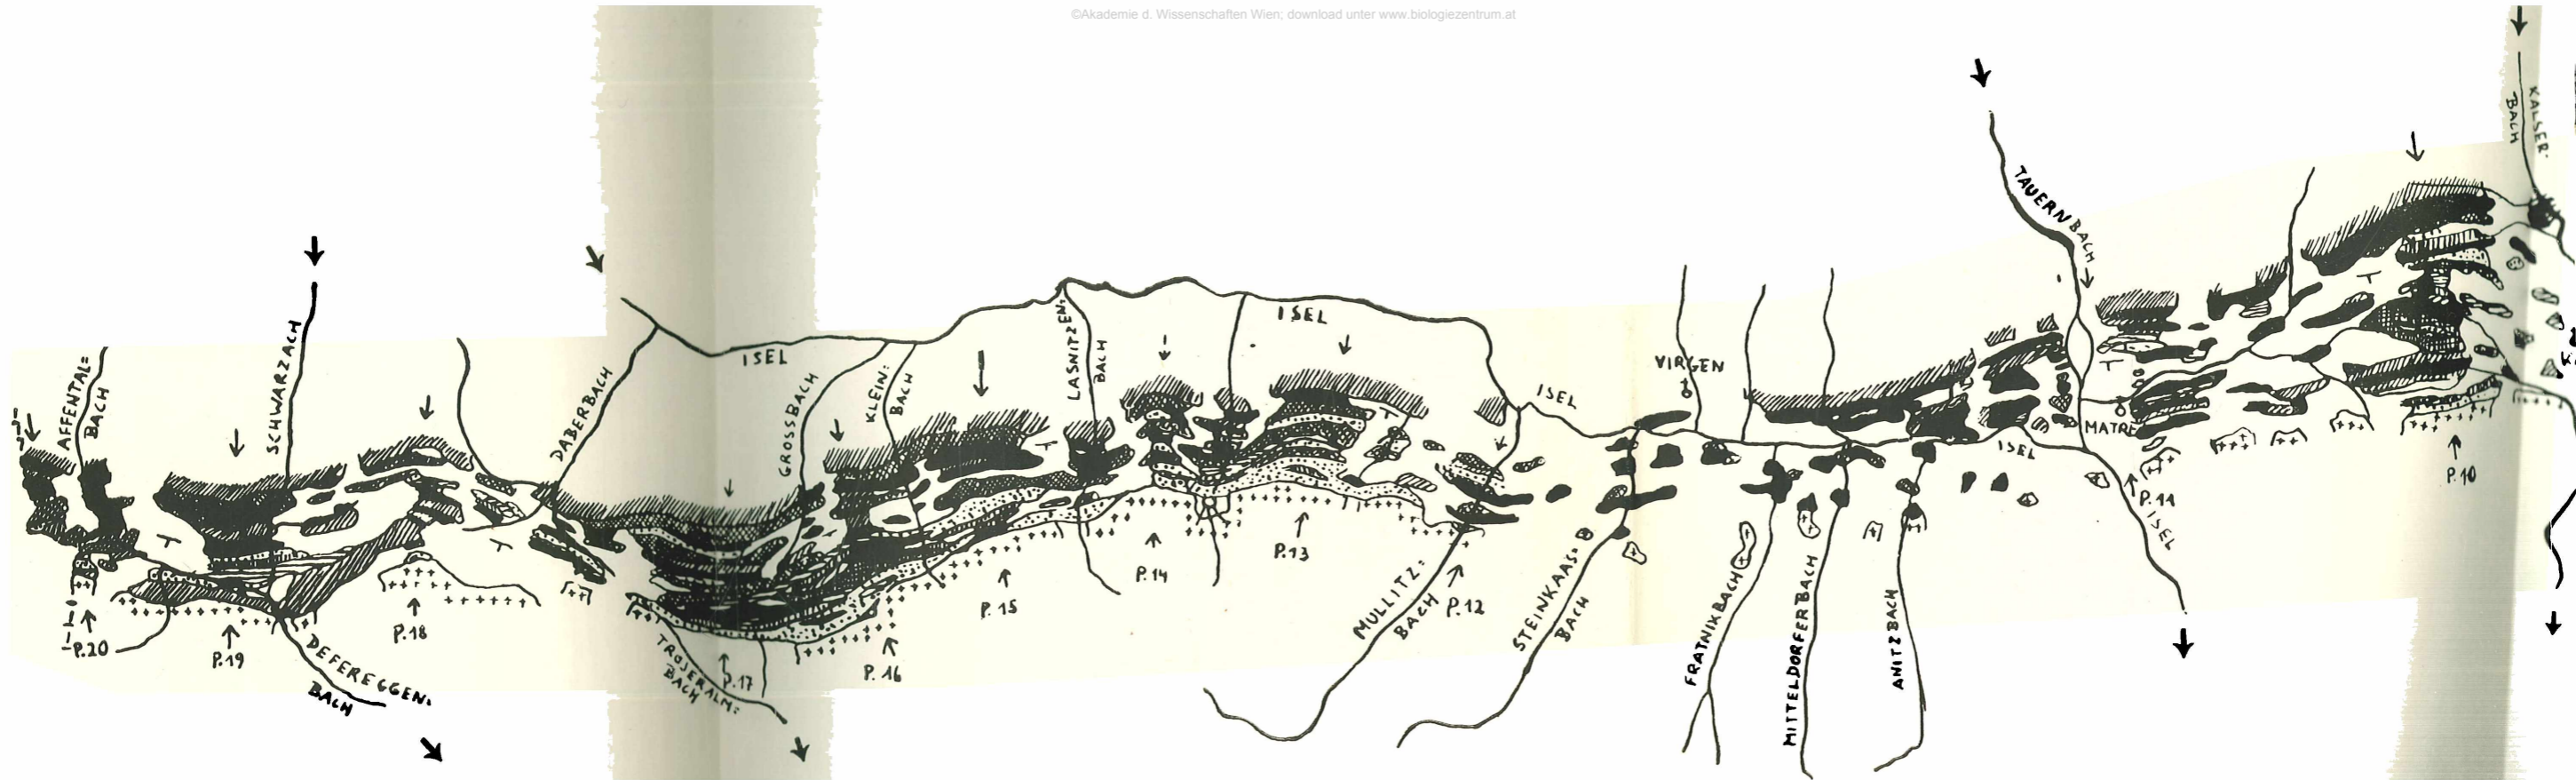 ©Akademie d. Wissenschaften Wien; download unter www.biologiezentrum.at
AFFENTAL=
BACH
SCHWARZACH
DABERBACH
ISEL
GROSSBACH
KLEIN=
BACH
LASNITZEN=
BACH
ISEL
ISEL
VIRGEN
TAUERNBACH
KALSER-
BACH
MATREI
ISEL
ISEL
P.20
P.19
DEFEREGGEN=
BACH
P.18
TROJERALM=
BACH
P.17
P.16
P.15
P.14
P.13
MULLITZ=
BACH
P.12
STEINKAAS=
BACH
FRATNIKBACH
MITTELDORFERBACH
ANITZBACH
P.11
P.10